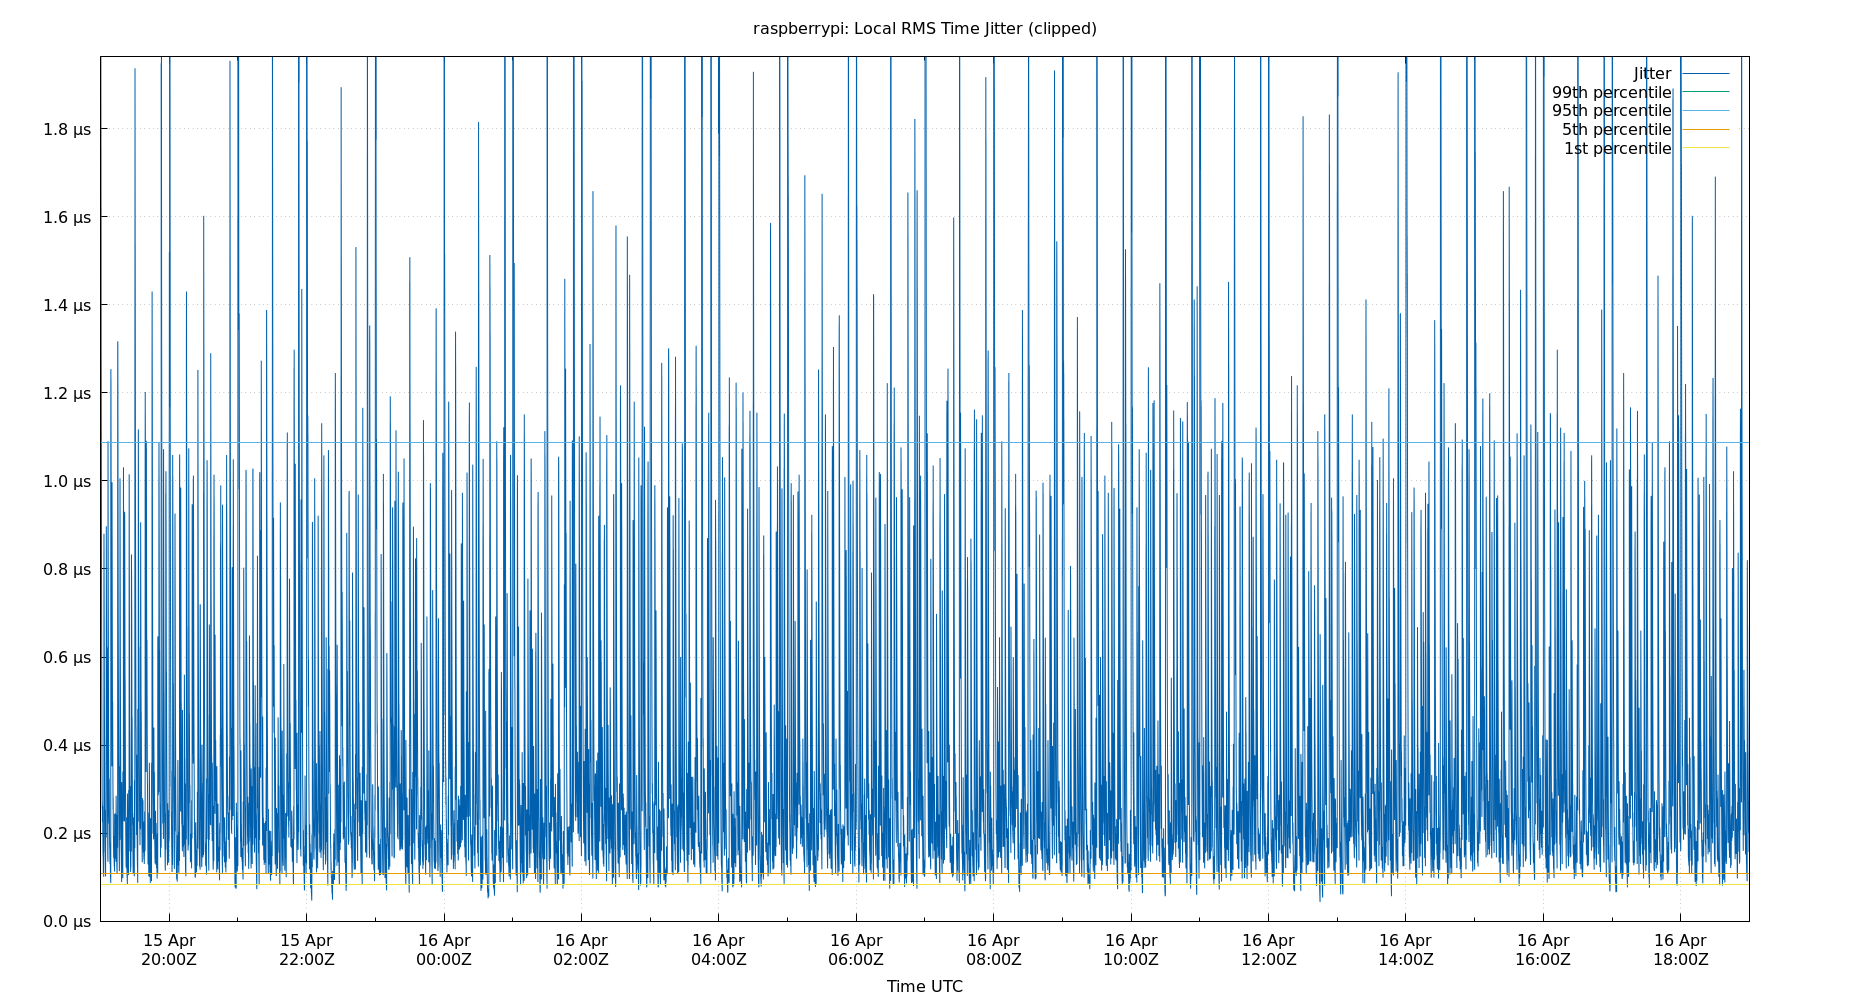 raspberrypi: Local RMS Time Jitter (clipped)
Jitter
99th percentile
95th percentile
5th percentile
1st percentile
1.8 µs
1.6 µs
1.4 µs
1.2 µs
1.0 µs
0.8 µs
0.6 µs
0.4 µs
0.2 µs
0.0 µs
15 Apr 15 Apr 16 Apr 16 Apr 16 Apr 16 Apr 16 Apr 16 Apr 16 Apr 16 Apr 16 Apr 16 Apr
20:00Z 22:00Z 00:00Z 02:00Z 04:00Z 06:00Z 08:00Z 10:00Z 12:00Z 14:00Z 16:00Z 18:00Z
Time UTC